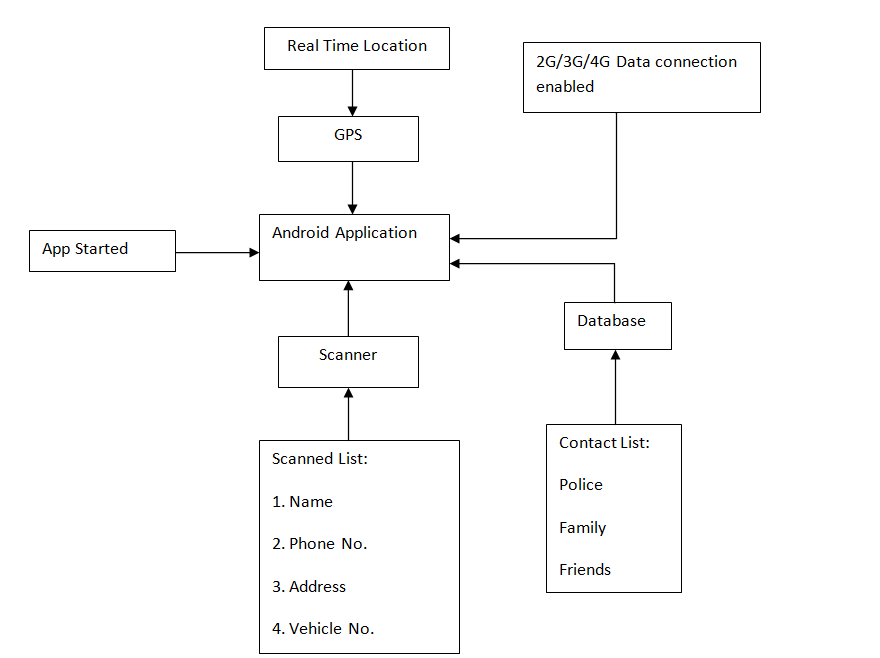 Real Time Location
2G/3G/4G Data connection
enabled
GPS
Android Application
App Started
Database
Scanner
Scanned List:
1. Name
2. Phone No.
3. Address
4. Vehicle No.
Contact List:
Police
Family
Friends